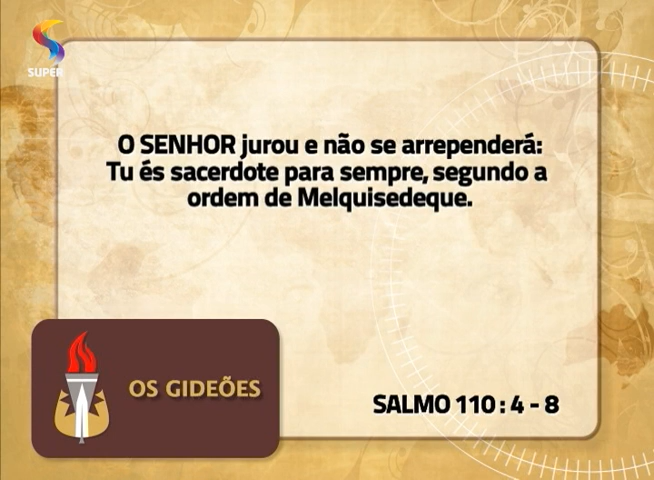 SUPER
O SENHOR jurou e não se arrependerá:
Tu és sacerdote para sempre, segundo a
ordem de Melquisedeque.
OS GIDEÕES
SALMO 110 : 4 - 8